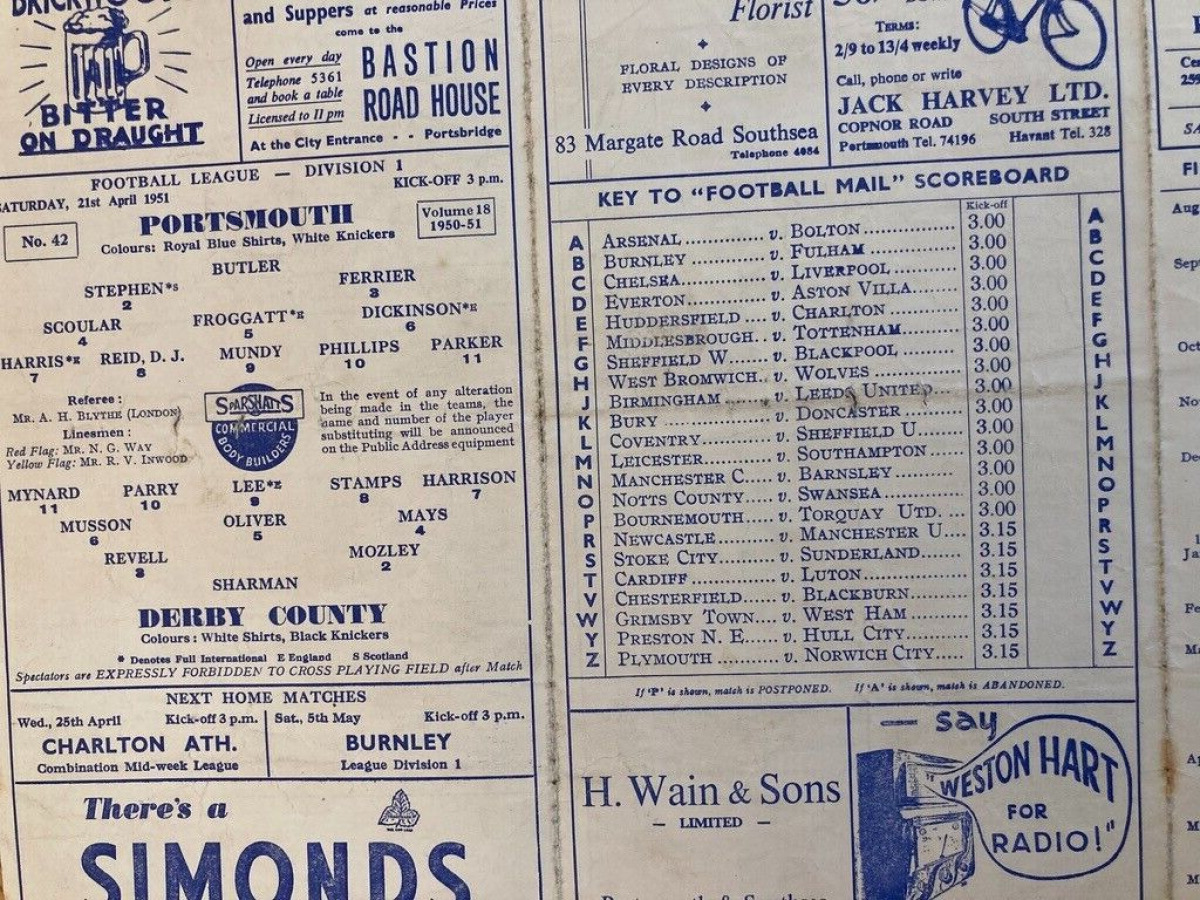 BRICKWOODS
BITTER
ON DRAUGHT
and Suppers at reasonable Prices
come to the
Open every day
Telephone 5361
and book a table
Licensed to 11 pm
BASTION
ROAD HOUSE
At the City Entrance - - Portsbridge
FOOTBALL LEAGUE — DIVISION 1
SATURDAY, 21st April 1951
KICK-OFF 3 p.m.
No. 42
PORTSMOUTH
Colours: Royal Blue Shirts, White Knickers
Volume 18
1950-51
BUTLER
STEPHEN*S
2
FERRIER
3
SCOULAR
4
FROGGATT*E
5
DICKINSON*E
6
HARRIS*E
7
REID, D. J.
8
MUNDY
9
PHILLIPS
10
PARKER
11
Referee :
MR. A. H. BLYTHE (LONDON)
Linesmen :
Red Flag: MR. N. G. WAY
Yellow Flag: MR. R. V. INWOOD
SPARSHATTS
COMMERCIAL
BODY BUILDERS
In the event of any alteration
being made in the teams, the
name and number of the player
substituting will be announced
on the Public Address equipment
MYNARD
11
PARRY
10
LEE*E
9
STAMPS
8
HARRISON
7
MUSSON
6
OLIVER
5
MAYS
4
REVELL
3
MOZLEY
2
SHARMAN
DERBY COUNTY
Colours : White Shirts, Black Knickers
* Denotes Full International E England S Scotland
Spectators are EXPRESSLY FORBIDDEN TO CROSS PLAYING FIELD after Match
NEXT HOME MATCHES
Wed., 25th April Kick-off 3 p.m.
CHARLTON ATH.
Combination Mid-week League
Sat., 5th May Kick-off 3 p.m.
BURNLEY
League Division 1
There's a
SIMONDS
Florist
FLORAL DESIGNS OF
EVERY DESCRIPTION
83 Margate Road Southsea
Telephone 4084
TERMS:
2/9 to 13/4 weekly
Call, phone or write
JACK HARVEY LTD.
COPNOR ROAD SOUTH STREET
Portsmouth Tel. 74196 Havant Tel. 328
KEY TO "FOOTBALL MAIL" SCOREBOARD
Kick-off
A ARSENAL ............... v. BOLTON ............... 3.00 A
B BURNLEY ............... v. FULHAM ............... 3.00 B
C CHELSEA ............... v. LIVERPOOL ............ 3.00 C
D EVERTON ............... v. ASTON VILLA........ 3.00 D
E HUDDERSFIELD .... v. CHARLTON ............ 3.00 E
F MIDDLESBROUGH.. v. TOTTENHAM......... 3.00 F
G SHEFFIELD W....... v. BLACKPOOL .......... 3.00 G
H WEST BROMWICH.. v. WOLVES ............... 3.00 H
J BIRMINGHAM ...... v. LEEDS UNITED..... 3.00 J
K BURY .................. v. DONCASTER ......... 3.00 K
L COVENTRY............ v. SHEFFIELD U....... 3.00 L
M LEICESTER............ v. SOUTHAMPTON ..... 3.00 M
N MANCHESTER C..... v. BARNSLEY ............ 3.00 N
O NOTTS COUNTY..... v. SWANSEA ............. 3.00 O
P BOURNEMOUTH..... v. TORQUAY UTD. ... 3.00 P
R NEWCASTLE.......... v. MANCHESTER U.... 3.15 R
S STOKE CITY.......... v. SUNDERLAND........ 3.15 S
T CARDIFF ............... v. LUTON ................. 3.15 T
V CHESTERFIELD..... v. BLACKBURN.......... 3.15 V
W GRIMSBY TOWN.... v. WEST HAM ........... 3.15 W
Y PRESTON N. E....... v. HULL CITY............ 3.15 Y
Z PLYMOUTH ........... v. NORWICH CITY..... 3.15 Z
If 'P' is shewn, match is POSTPONED. If 'A' is shewn, match is ABANDONED.
H. Wain & Sons
— LIMITED —
— say
"WESTON HART
FOR
RADIO!"
Aug
Sept
Oct
No
Dec
Ja
Fe
Ma
Ap
M
M